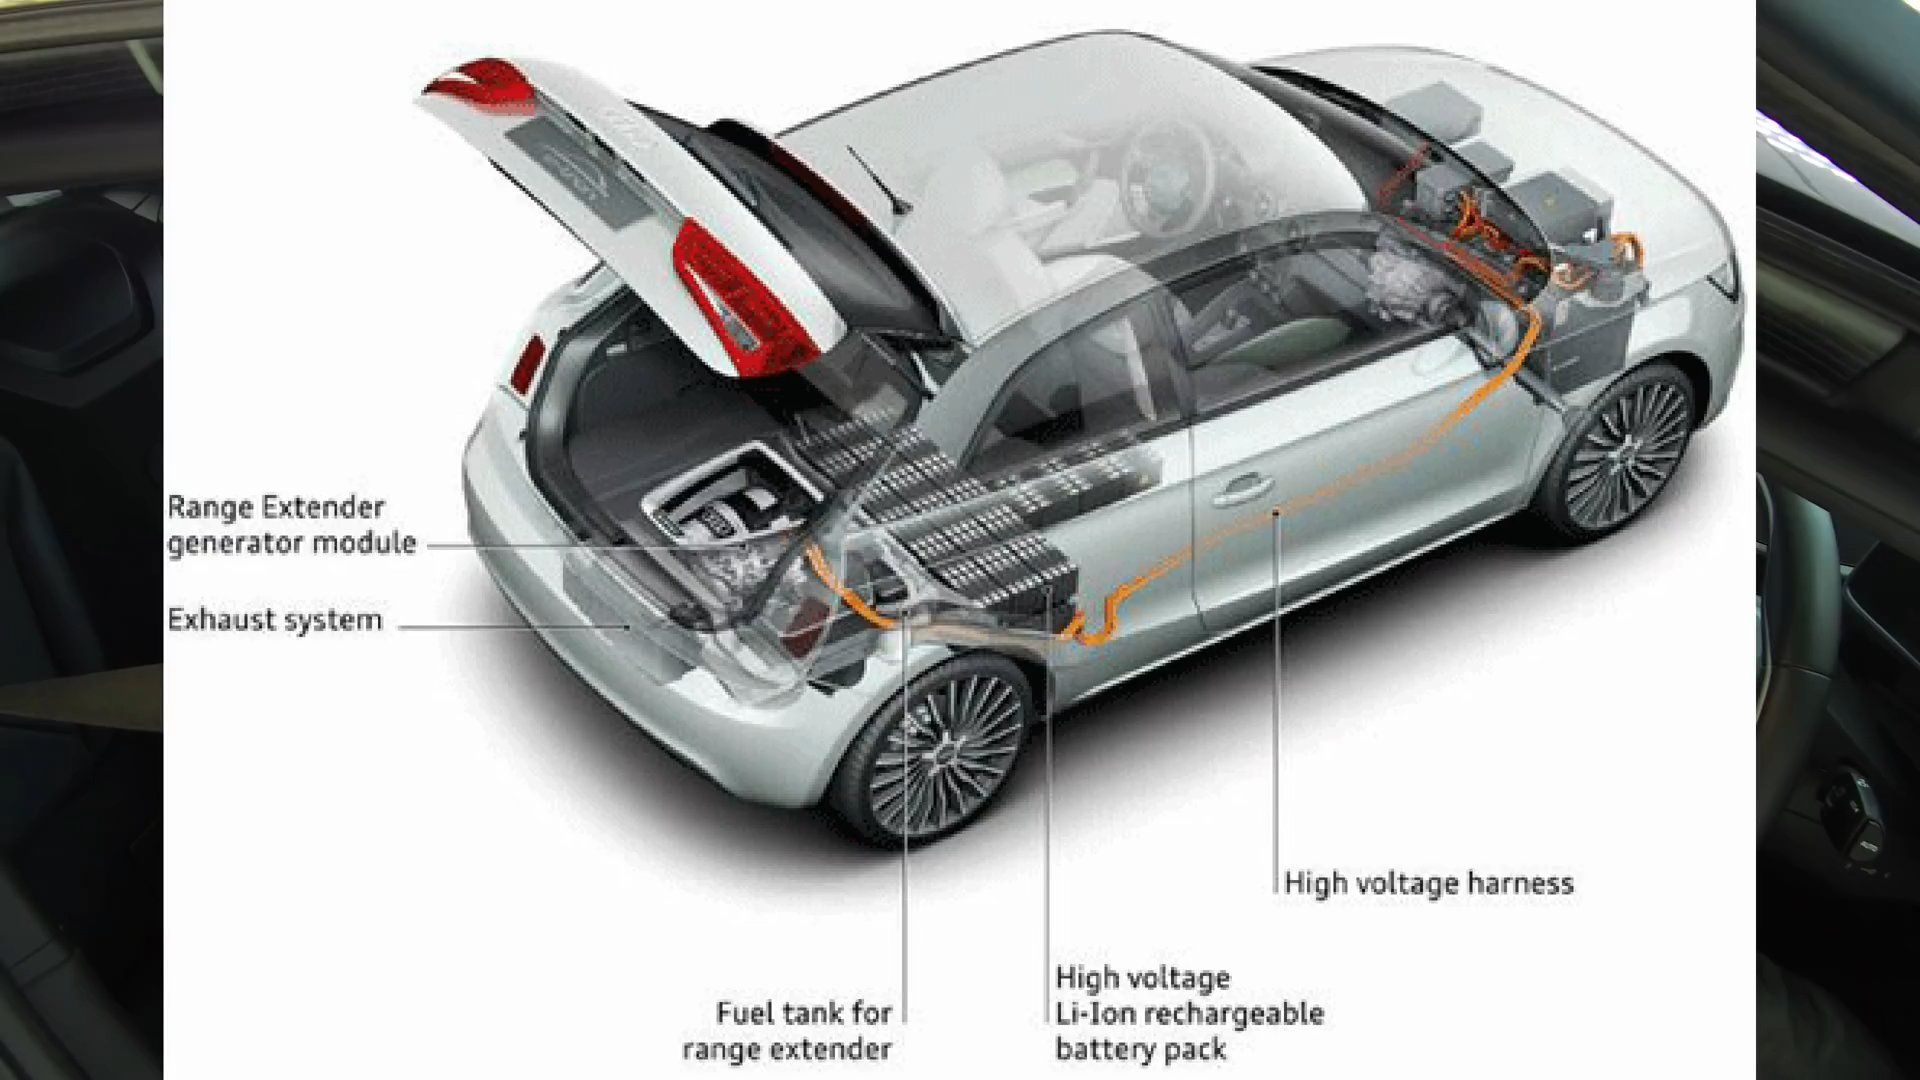 Range Extender
generator module
Exhaust system
High voltage harness
High voltage
Li-Ion rechargeable
battery pack
Fuel tank for
range extender